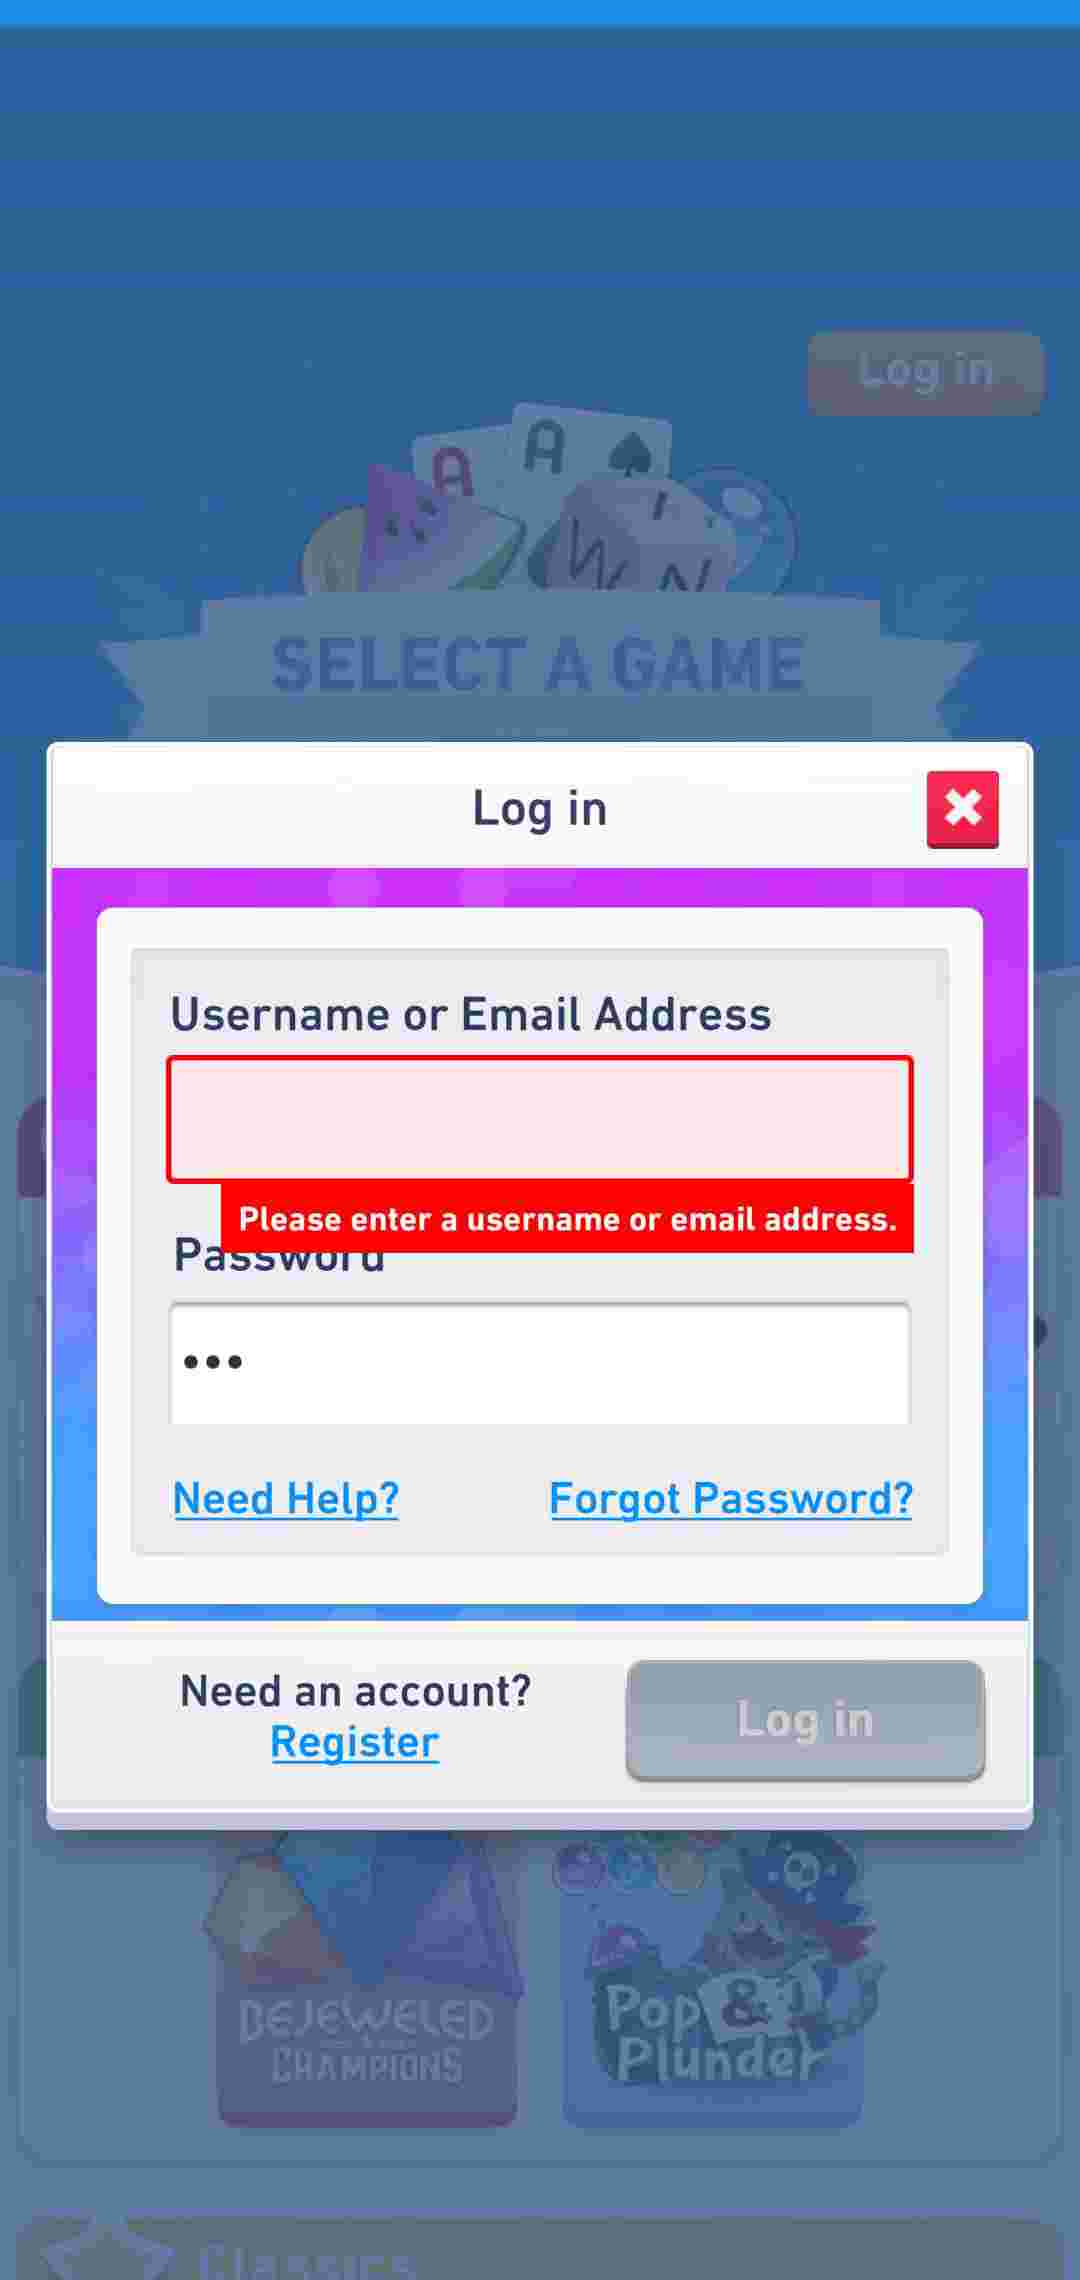 Log in
A
A
W
N
SELECT A GAME
Log in
Username or Email Address
Please enter a username or email address.
Password
•••
Need Help?
Forgot Password?
Need an account?
Log in
Register
BEJEWELED
CHAMPIONS
Pop &
Plunder
Classics